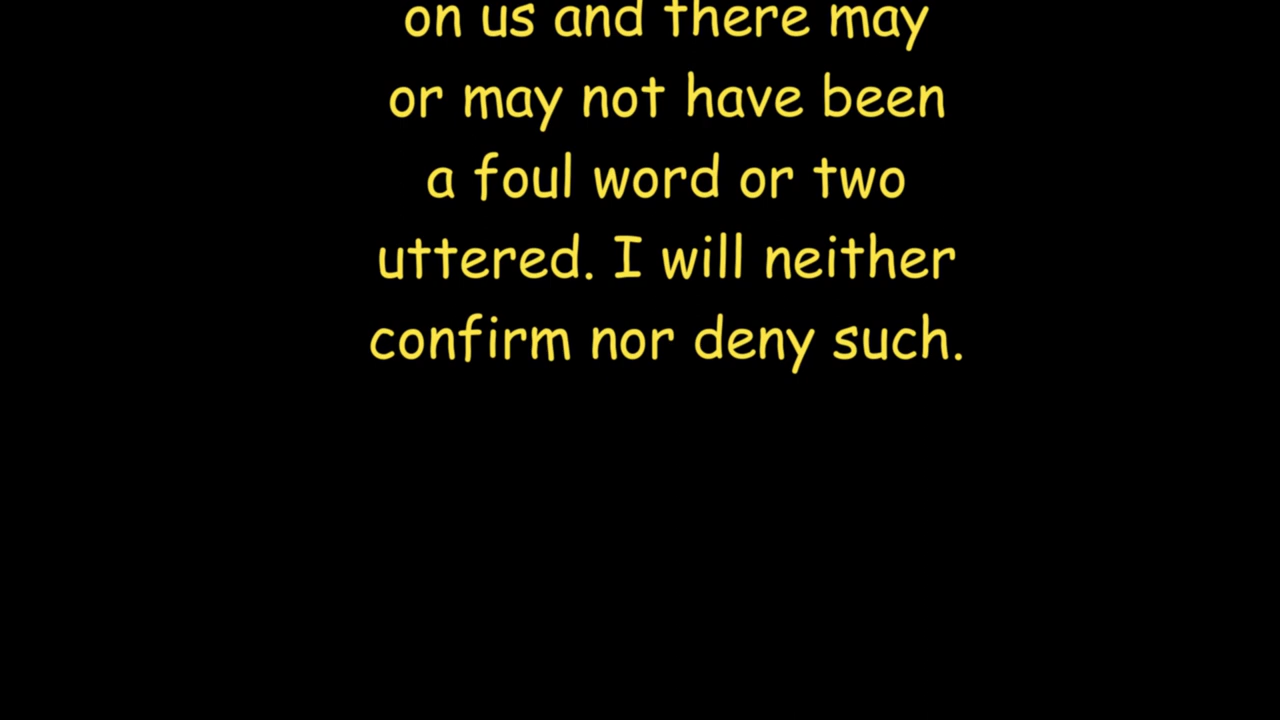 on us and there may
or may not have been
a foul word or two
uttered. I will neither
confirm nor deny such.